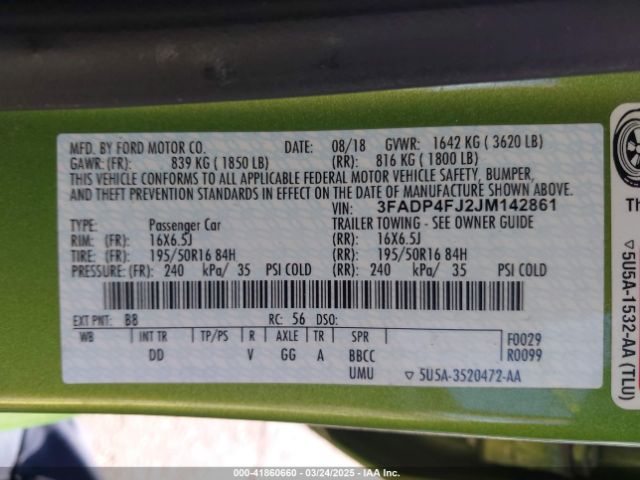 MFD. BY FORD MOTOR CO. DATE: 08/18 GVWR: 1642 KG ( 3620 LB)
GAWR: (FR): 839 KG ( 1850 LB) (RR): 816 KG ( 1800 LB)
THIS VEHICLE CONFORMS TO ALL APPLICABLE FEDERAL MOTOR VEHICLE SAFETY, BUMPER,
AND THEFT PREVENTION STANDARDS IN EFFECT ON THE DATE OF MANUFACTURE SHOWN ABOVE.
VIN: 3FADP4FJ2JM142861
TYPE: Passenger Car TRAILER TOWING - SEE OWNER GUIDE
RIM: (FR): 16X6.5J (RR): 16X6.5J
TIRE: (FR): 195/50R16 84H (RR): 195/50R16 84H
PRESSURE: (FR): 240 kPa/ 35 PSI COLD (RR): 240 kPa/ 35 PSI COLD
EXT PNT: B8 RC: 56 DSO:
WB INT TR TP/PS R AXLE TR SPR F0029
DD V GG A BBCC R0099
UMU ▽ 5U5A-3520472-AA
Th
▽ 5U5A-1532-AA (TLU)
000-41860660 - 03/24/2025 - IAA Inc.